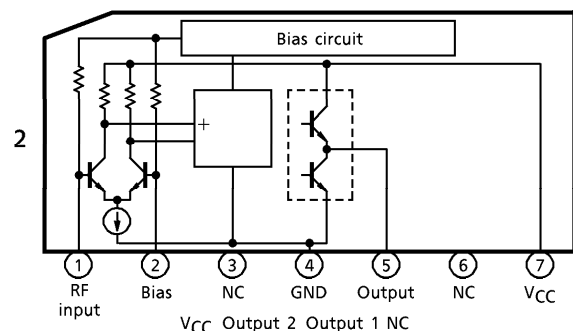 Bias circuit
2
+
1 2 3 4 5 6 7
RF input Bias NC GND Output NC VCC
VCC Output 2 Output 1 NC